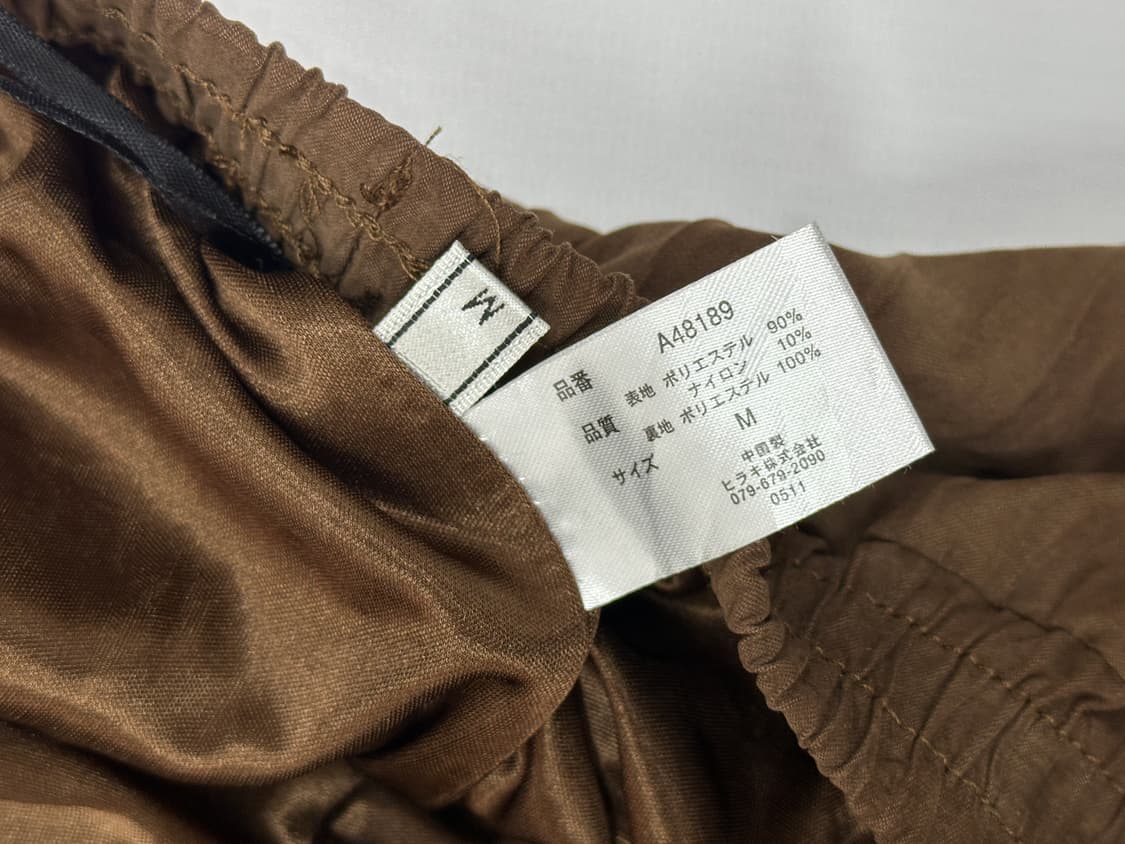 M
品番 A48189
品質 表地 ポリエステル 90%
ナイロン 10%
裏地 ポリエステル 100%
サイズ M
中国製
ヒラキ株式会社
079-679-2090
0511